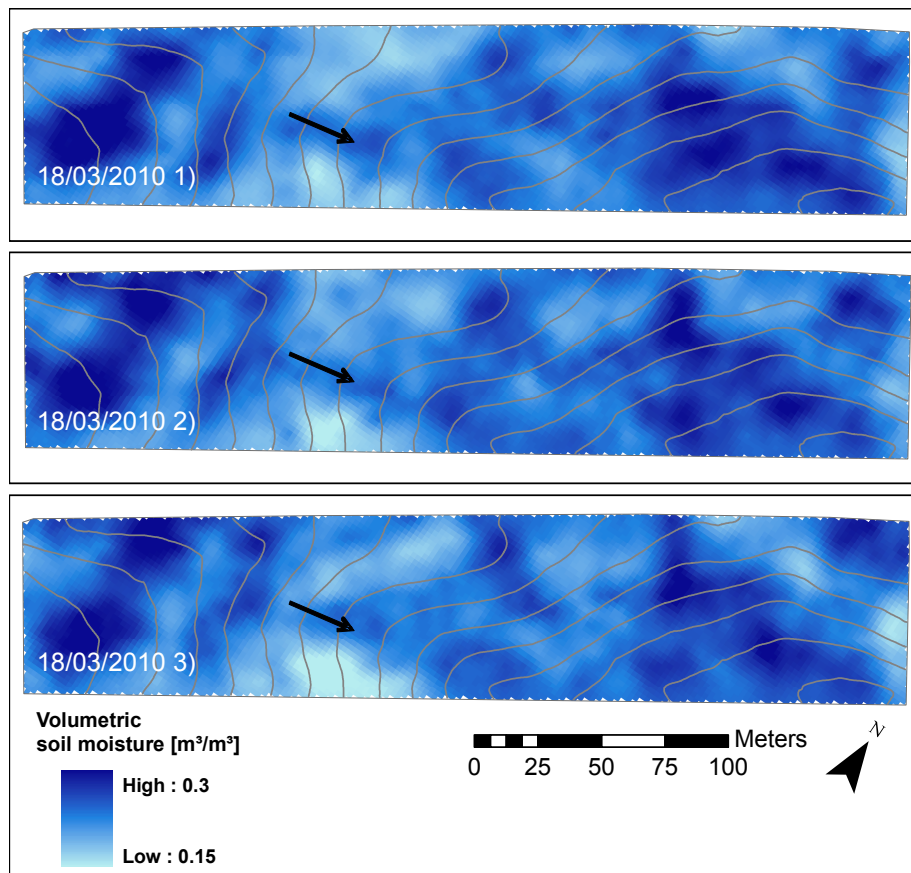 18/03/2010 1)
18/03/2010 2)
18/03/2010 3)
Volumetric
soil moisture [m³/m³]
High : 0.3
Low : 0.15
Meters
0 25 50 75 100
N